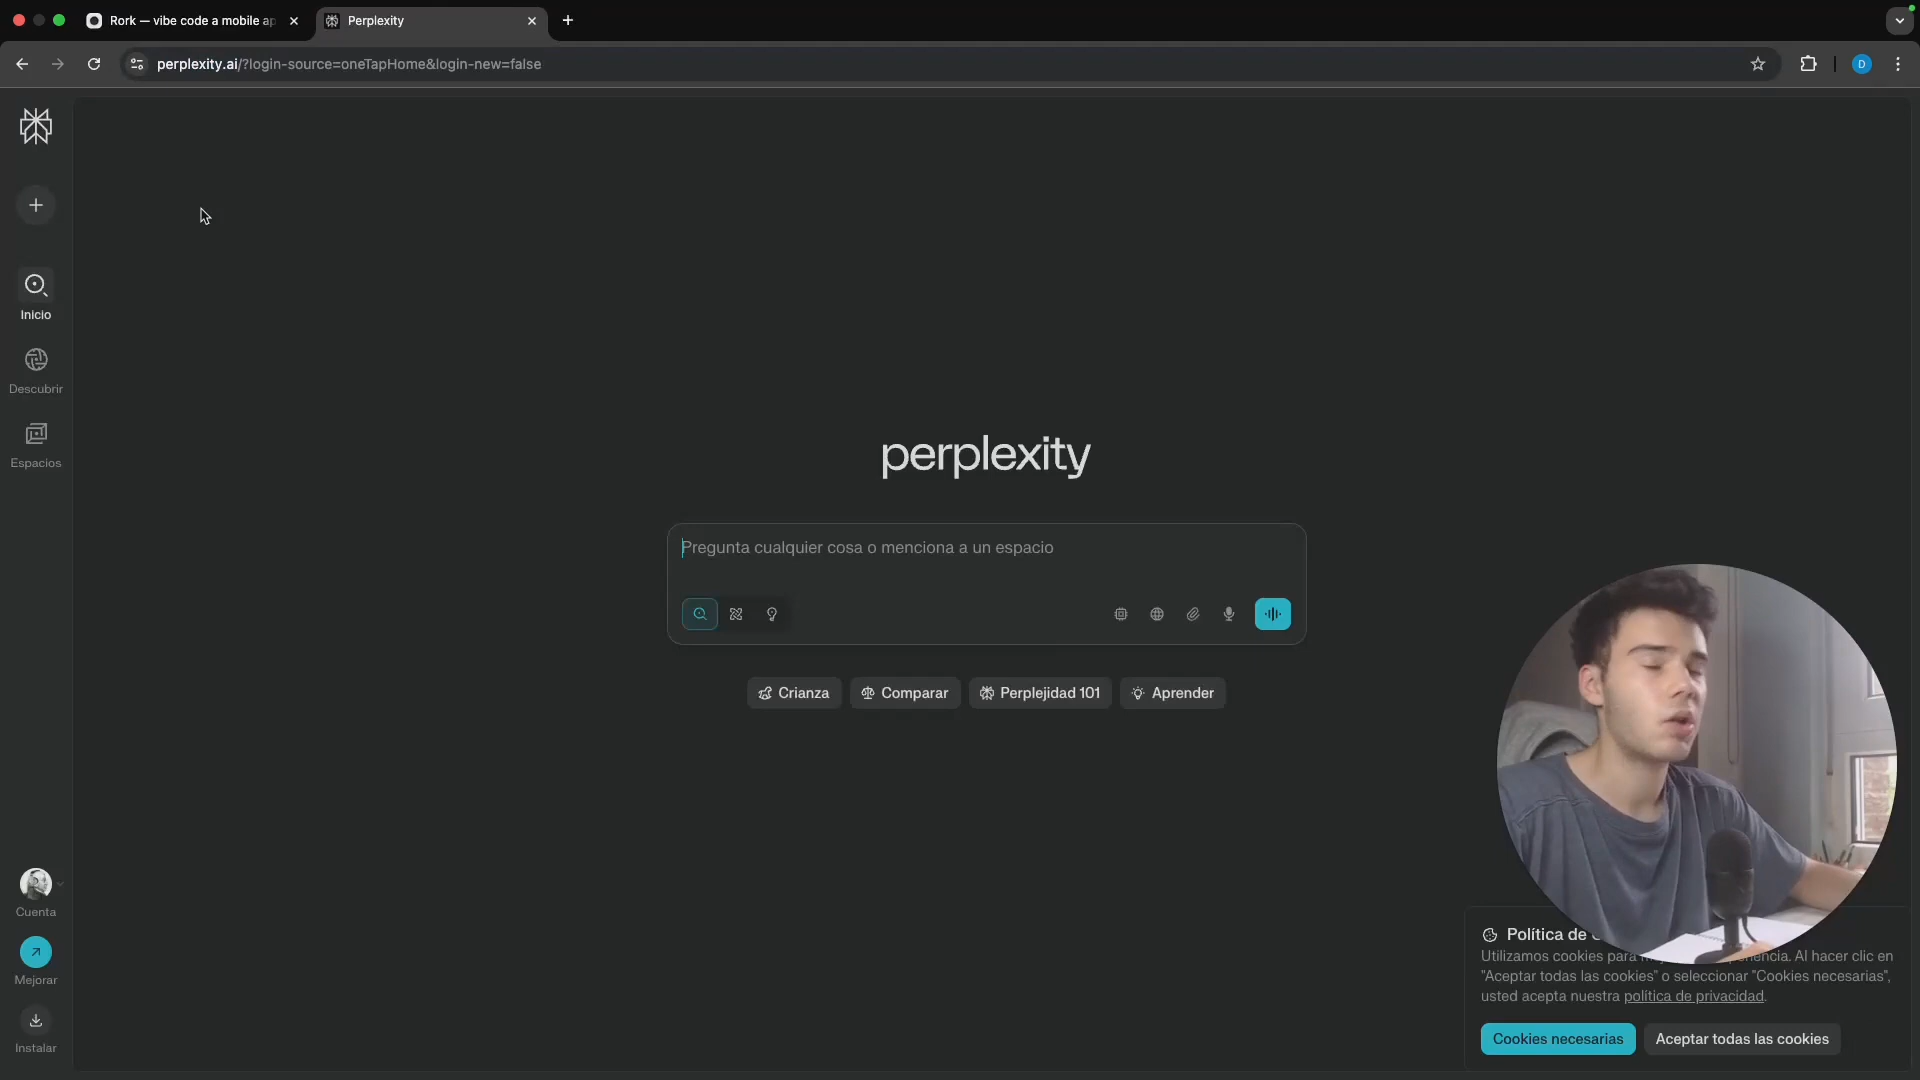 Rork — vibe code a mobile ap
Perplexity
perplexity.ai/?login-source=oneTapHome&login-new=false
D
Inicio
Descubrir
Espacios
perplexity
Pregunta cualquier cosa o menciona a un espacio
Crianza
Comparar
Perplejidad 101
Aprender
Cuenta
Mejorar
Instalar
Política de
Utilizamos cookies para
Al hacer clic en
"Aceptar todas las cookies" o seleccionar "Cookies necesarias",
usted acepta nuestra política de privacidad.
Cookies necesarias
Aceptar todas las cookies